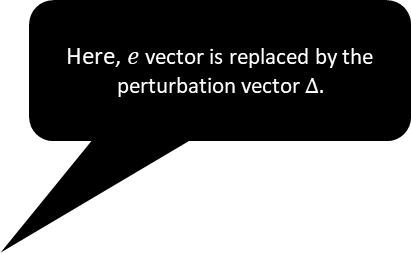 Here, e vector is replaced by the
perturbation vector Δ.